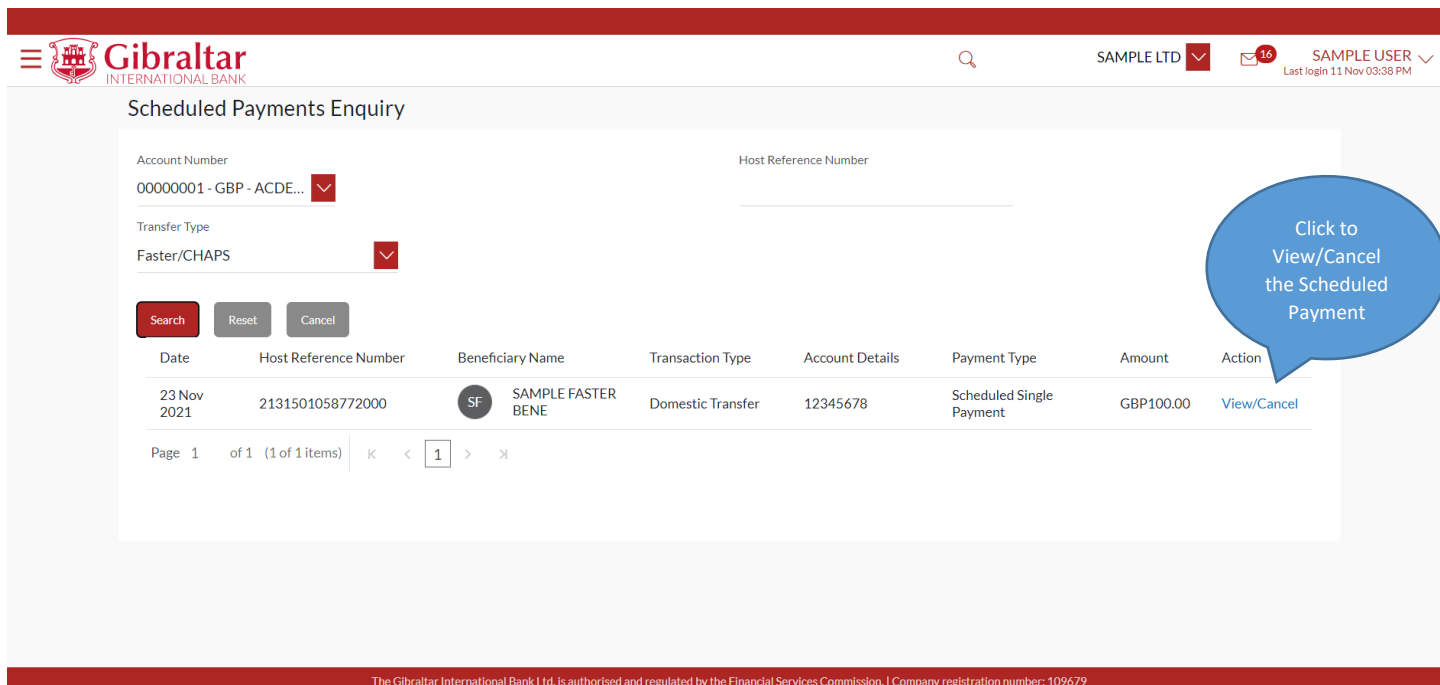 Gibraltar
INTERNATIONAL BANK
SAMPLE LTD
16
SAMPLE USER
Last login 11 Nov 03:38 PM
Scheduled Payments Enquiry
Account Number
Host Reference Number
00000001 - GBP - ACDE...
Transfer Type
Faster/CHAPS
Click to
View/Cancel
the Scheduled
Payment
Search Reset Cancel
Date Host Reference Number Beneficiary Name Transaction Type Account Details Payment Type Amount Action
23 Nov
2021
2131501058772000
SF
SAMPLE FASTER
BENE
Domestic Transfer
12345678
Scheduled Single
Payment
GBP100.00
View/Cancel
Page 1 of 1 (1 of 1 items) 1
The Gibraltar International Bank Ltd. is authorised and regulated by the Financial Services Commission. | Company registration number: 109679